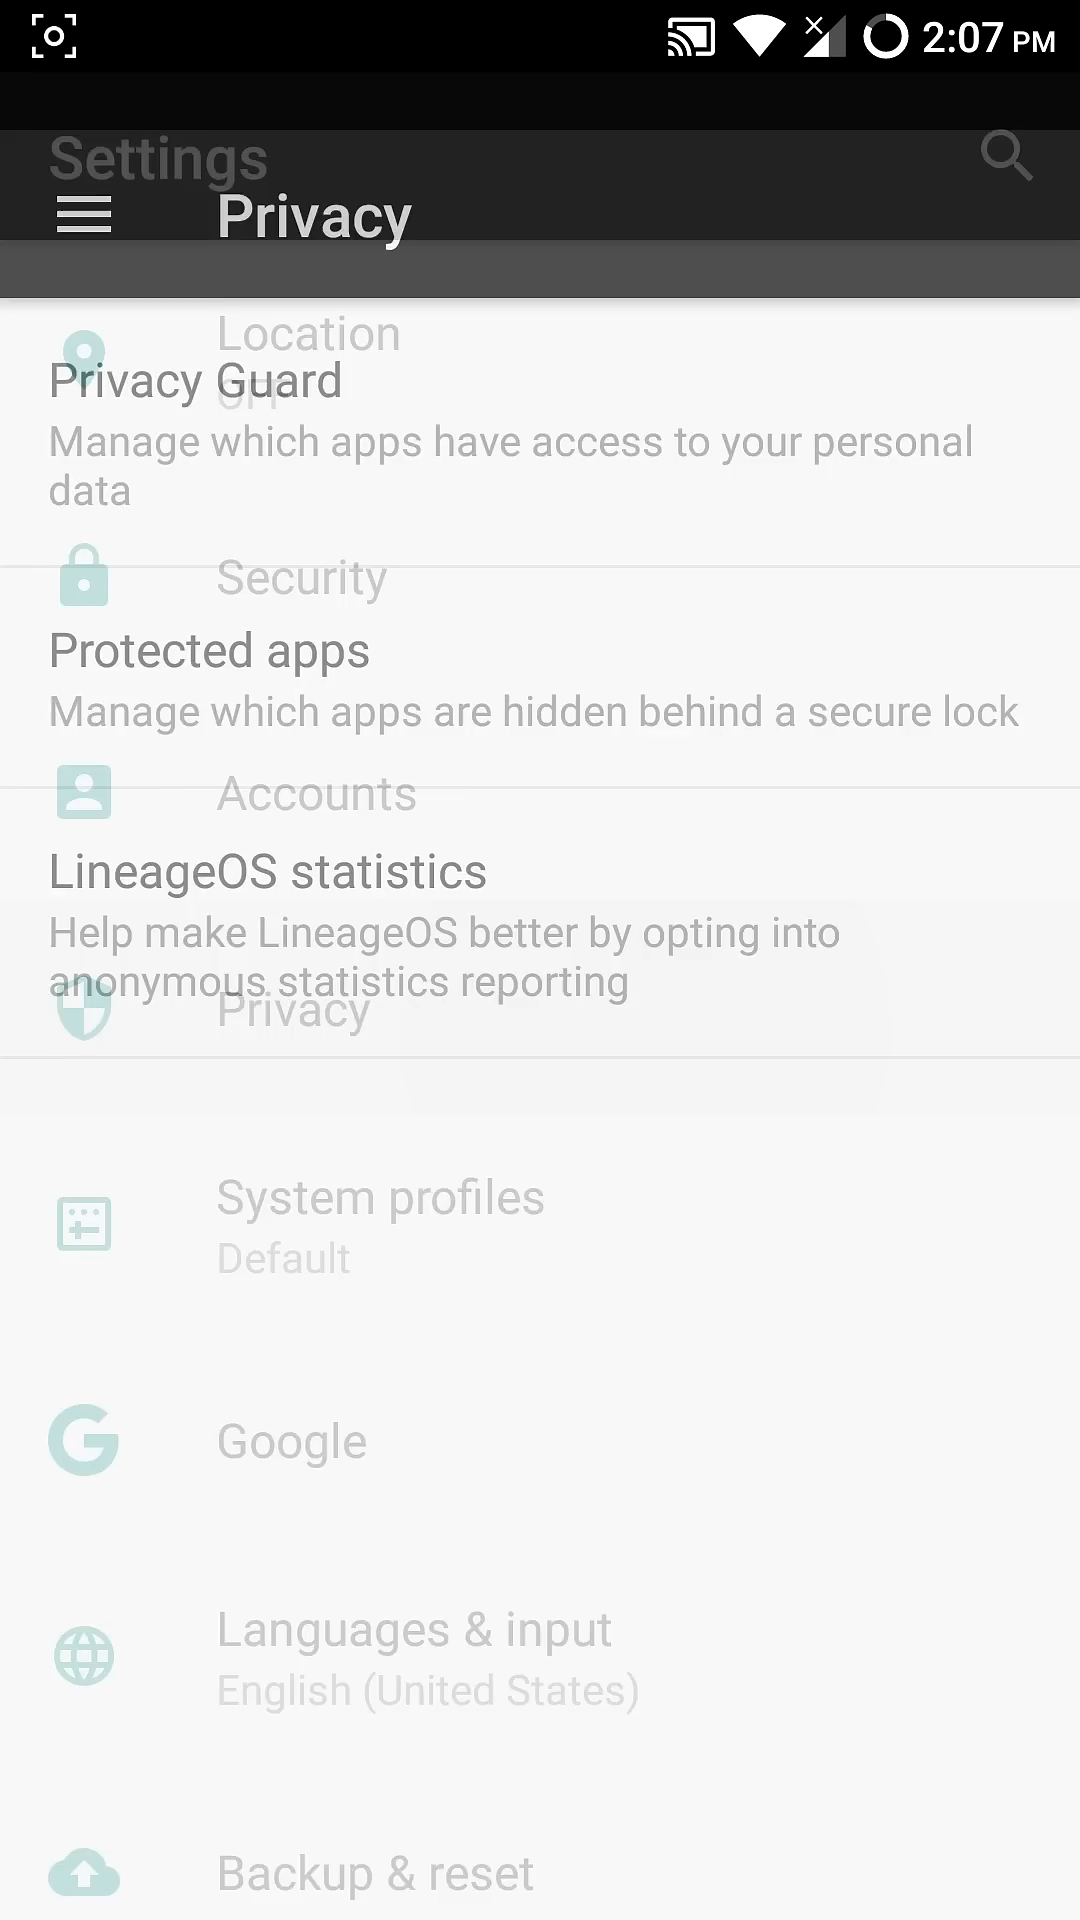 2:07 PM
Settings
Privacy
Location
OFF
Privacy Guard
Manage which apps have access to your personal
data
Security
Protected apps
Manage which apps are hidden behind a secure lock
Accounts
LineageOS statistics
Help make LineageOS better by opting into
anonymous statistics reporting
Privacy
System profiles
Default
Google
Languages & input
English (United States)
Backup & reset